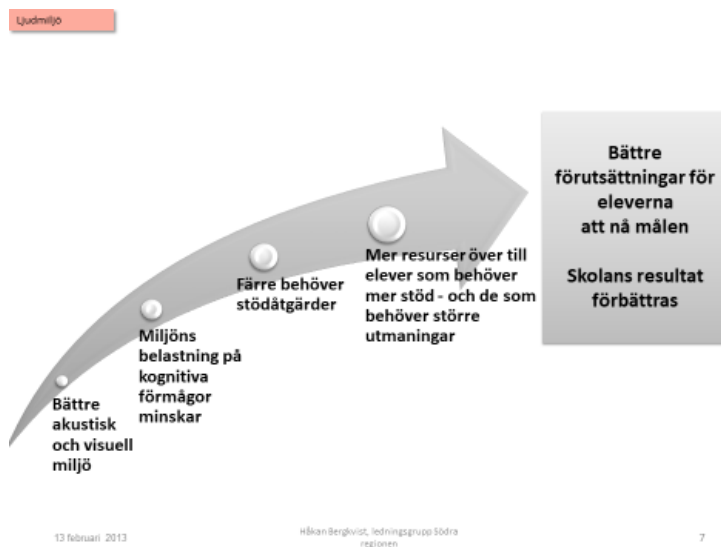 Ljudmiljö
Bättre
akustisk
och visuell
miljö
Miljöns
belastning på
kognitiva
förmågor
minskar
Färre behöver
stödåtgärder
Mer resurser över till
elever som behöver
mer stöd - och de som
behöver större
utmaningar
Bättre
förutsättningar för
eleverna
att nå målen
Skolans resultat
förbättras
13 februari 2013
Håkan Bergkvist, ledningsgrupp Södra
regionen
7